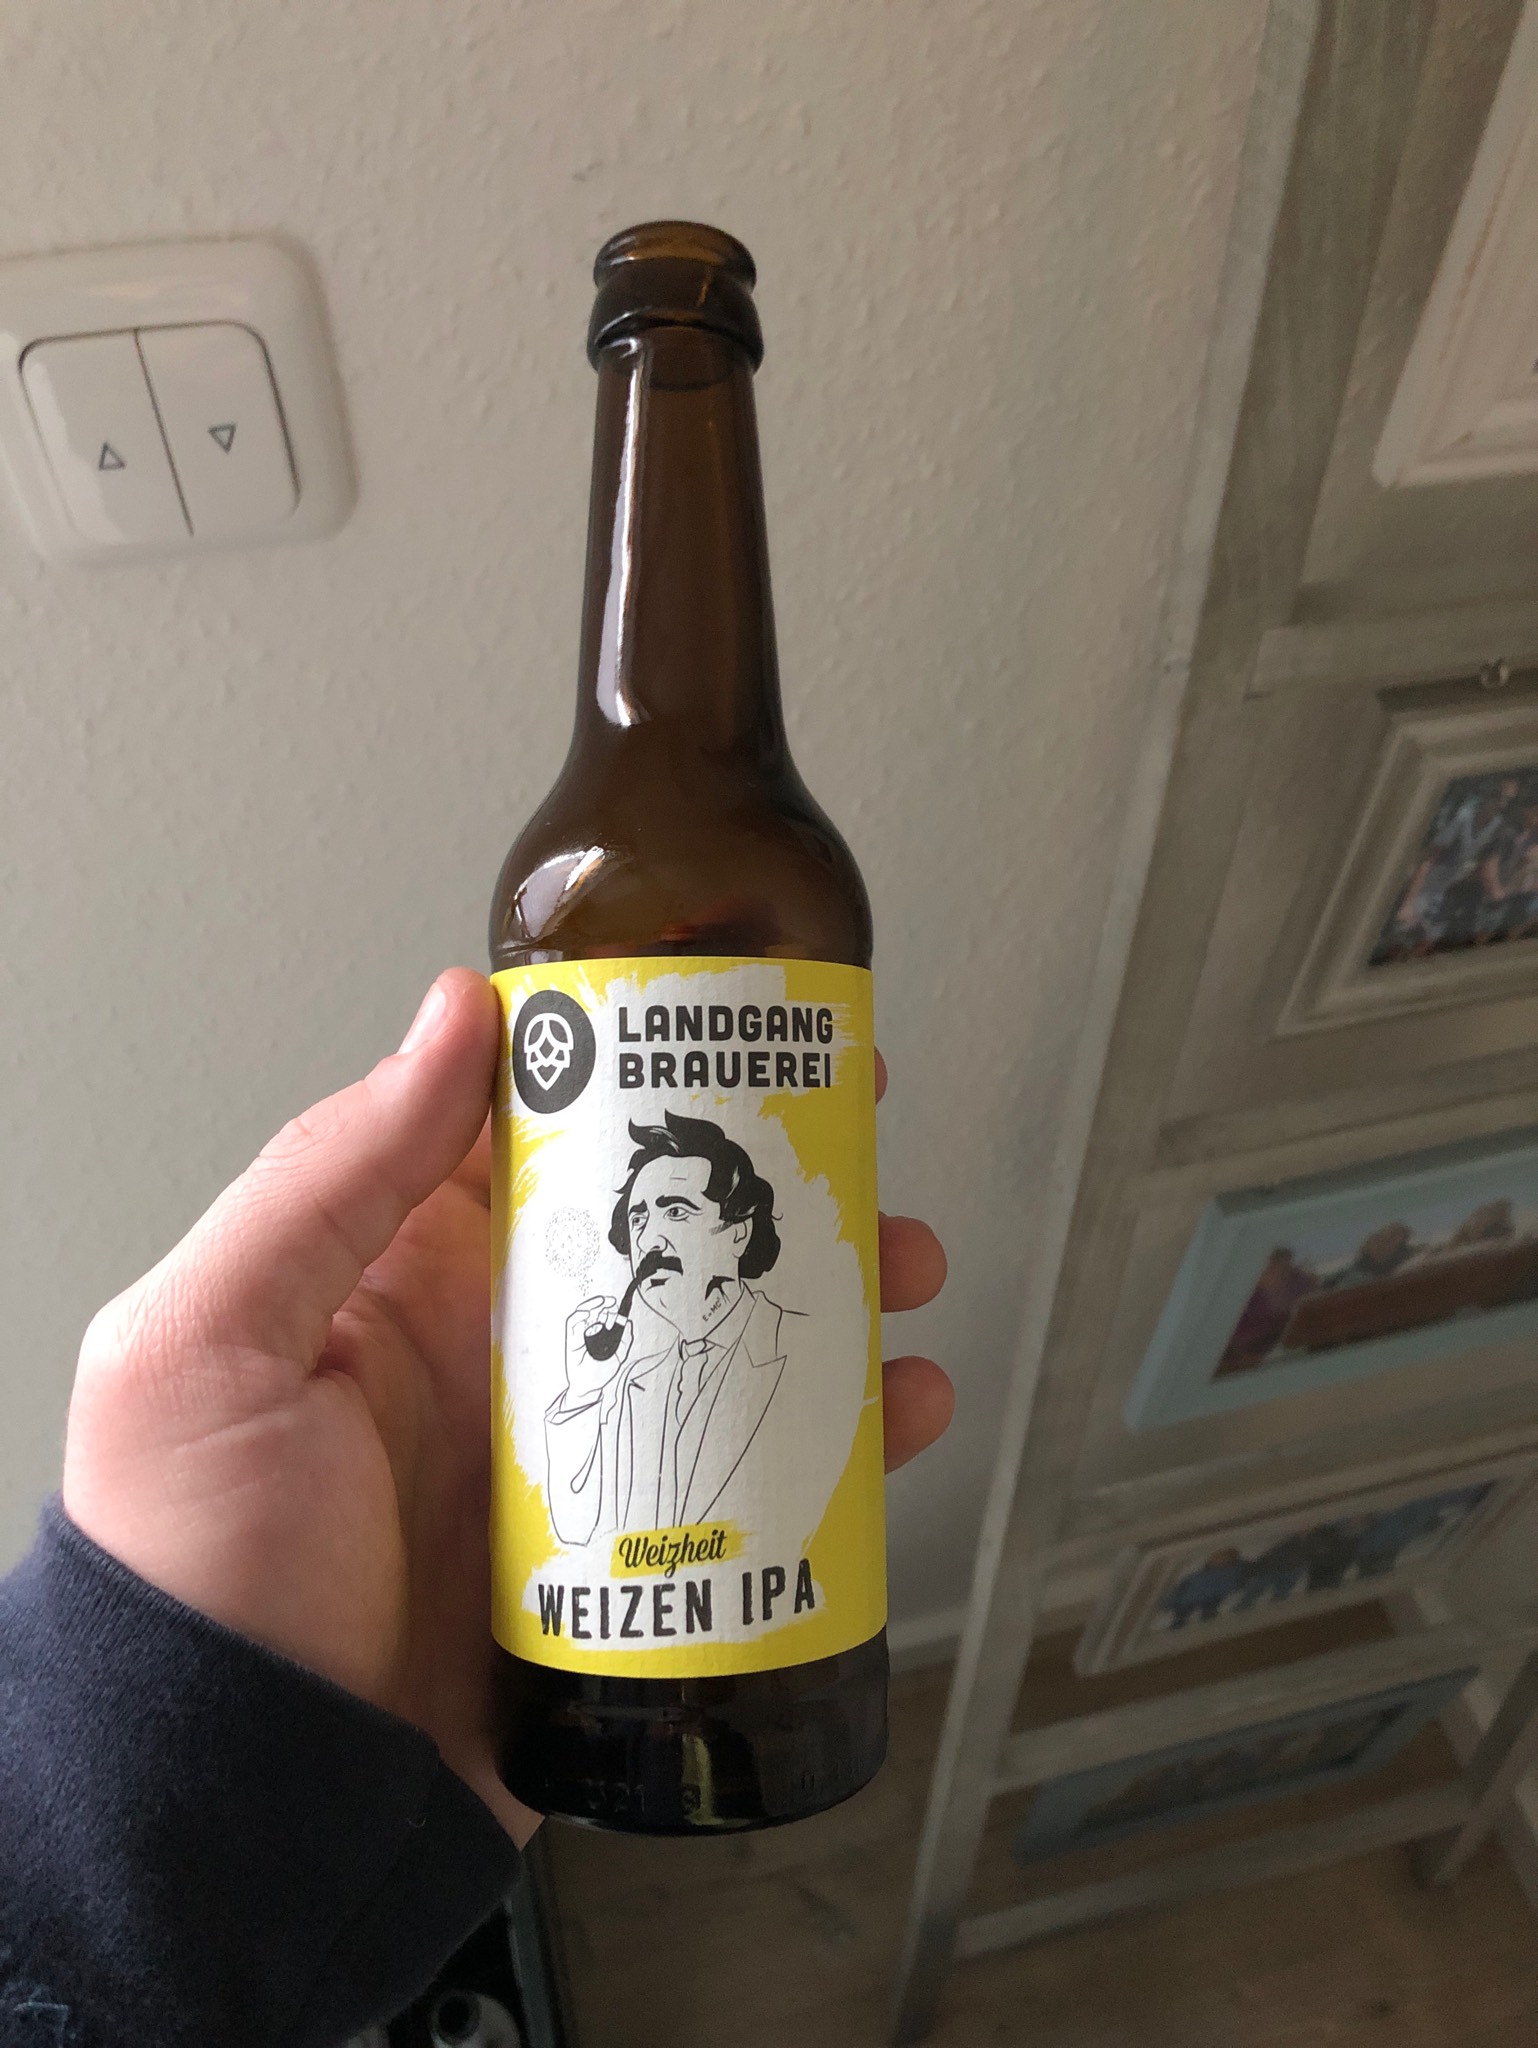 LANDGANG
BRAUEREI
E=MC²
Weizheit
WEIZEN IPA